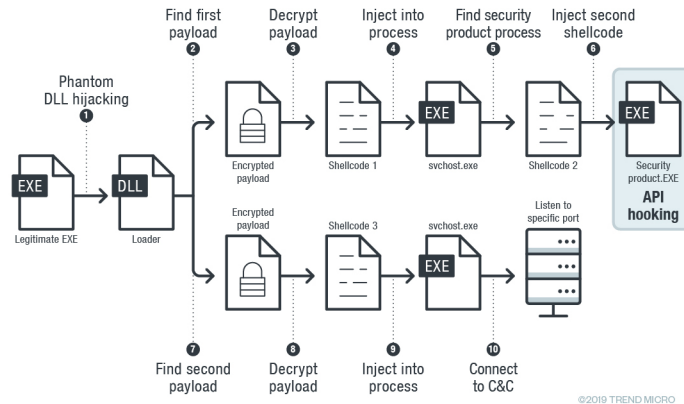 Find first
payload
2
Decrypt
payload
3
Inject into
process
4
Find security
product process
5
Inject second
shellcode
6
Phantom
DLL hijacking
1
EXE
Legitimate EXE
DLL
Loader
Encrypted
payload
Shellcode 1
EXE
svchost.exe
Shellcode 2
EXE
Security
product.EXE
API
hooking
Encrypted
payload
Shellcode 3
svchost.exe
EXE
Listen to
specific port
7
Find second
payload
8
Decrypt
payload
9
Inject into
process
10
Connect
to C&C
©2019 TREND MICRO